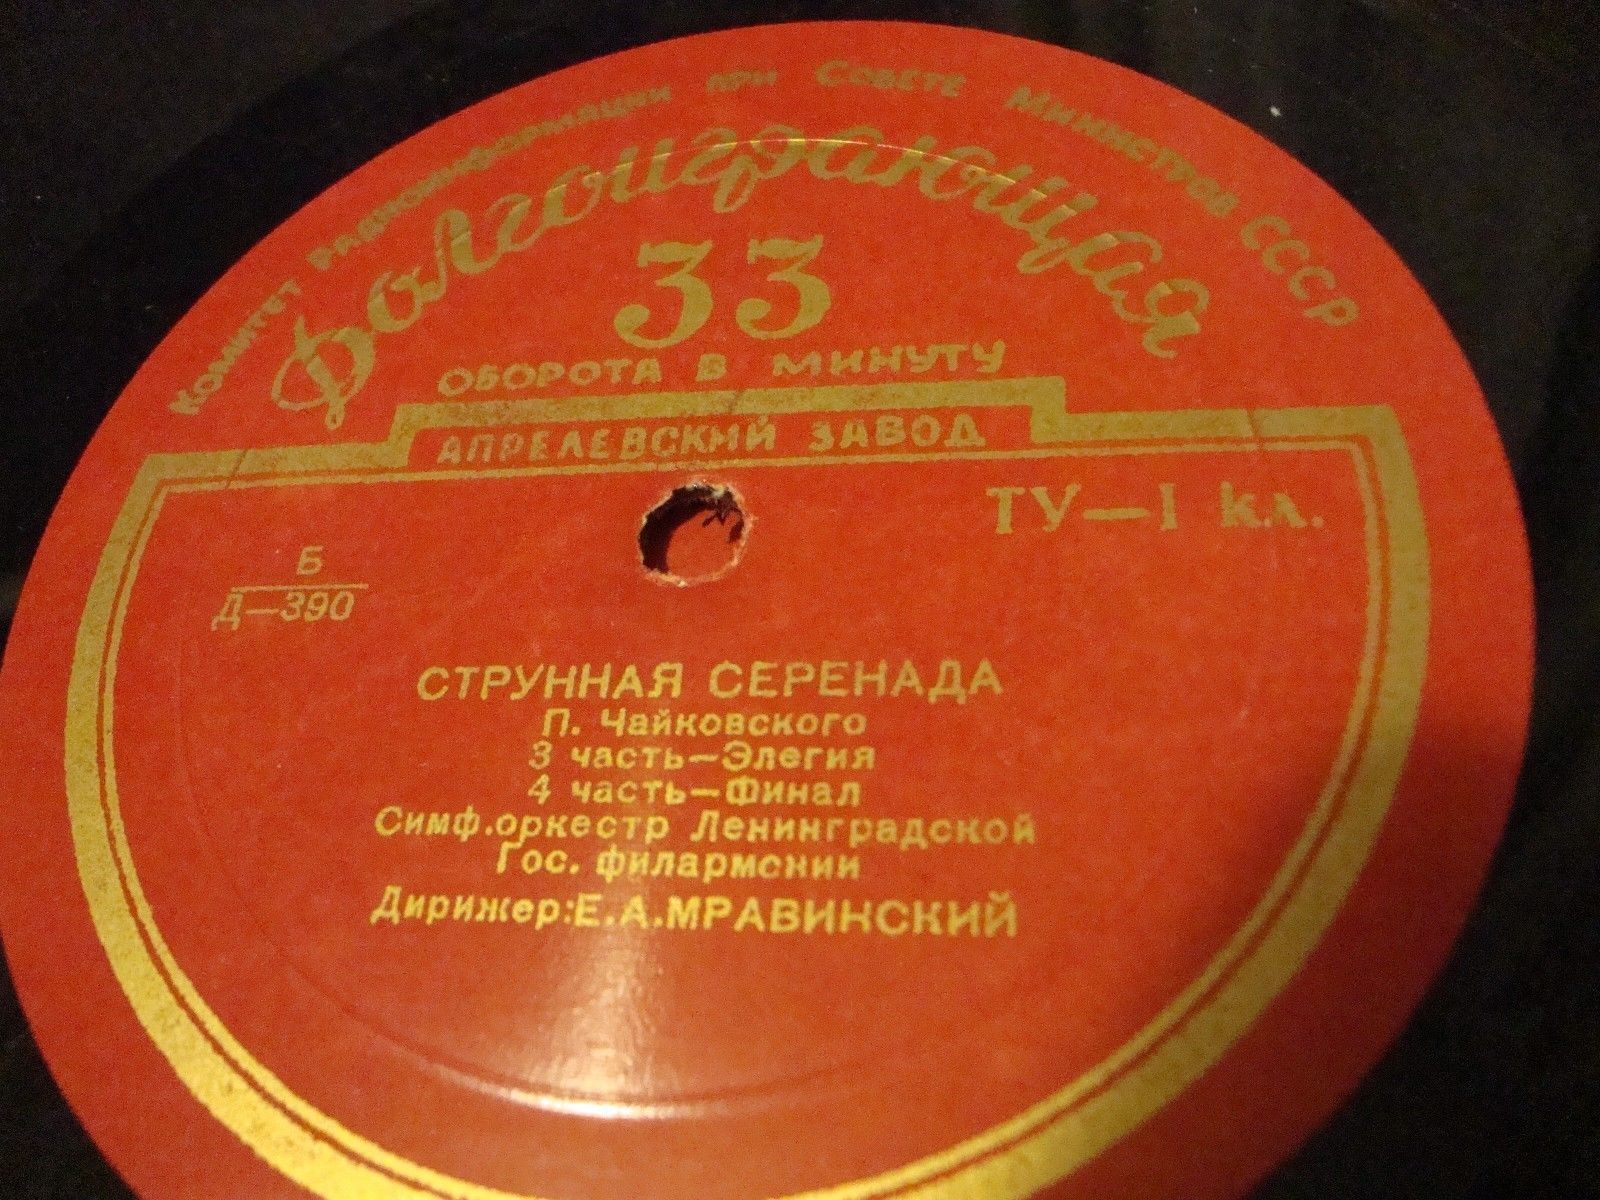 Комитет Радиоинформации при Совете Министров СССР
Долгоиграющая
33
ОБОРОТА В МИНУТУ
АПРЕЛЕВСКИЙ ЗАВОД
ТУ—I кл.
Б
Д—390
СТРУННАЯ СЕРЕНАДА
П. Чайковского
3 часть—Элегия
4 часть—Финал
Симф.оркестр Ленинградской
Гос. филармонии
Дирижер:Е.А.МРАВИНСКИЙ